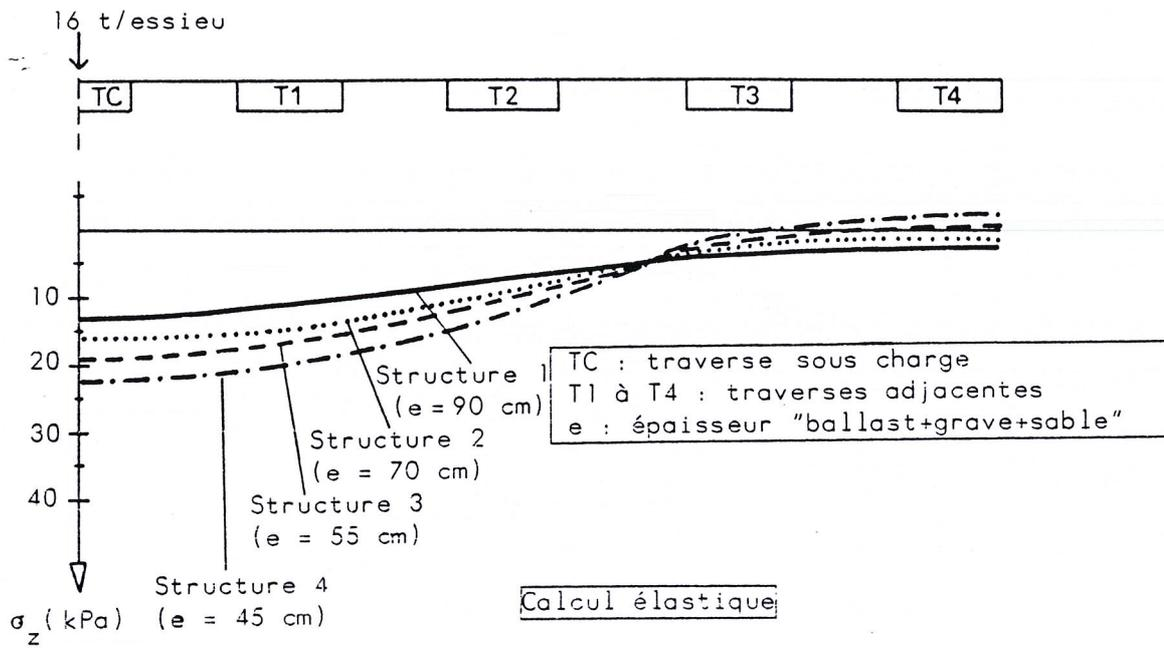 16 t/essieu
TC T1 T2 T3 T4
10
20
30
40
σz (kPa)
Structure 1
(e = 90 cm)
Structure 2
(e = 70 cm)
Structure 3
(e = 55 cm)
Structure 4
(e = 45 cm)
TC : traverse sous charge
T1 à T4 : traverses adjacentes
e : épaisseur "ballast+grave+sable"
Calcul élastique